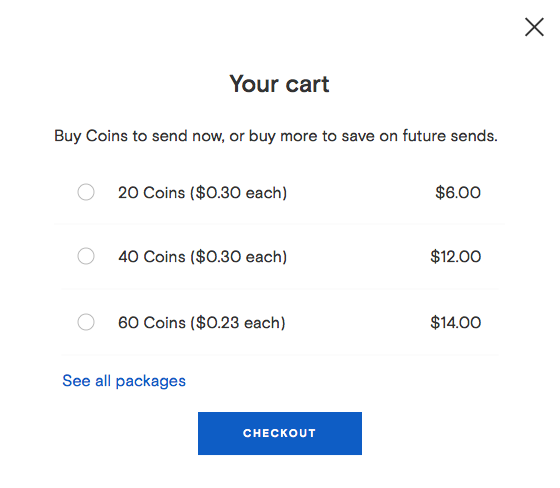 Your cart
Buy Coins to send now, or buy more to save on future sends.
20 Coins ($0.30 each) $6.00
40 Coins ($0.30 each) $12.00
60 Coins ($0.23 each) $14.00
See all packages
CHECKOUT